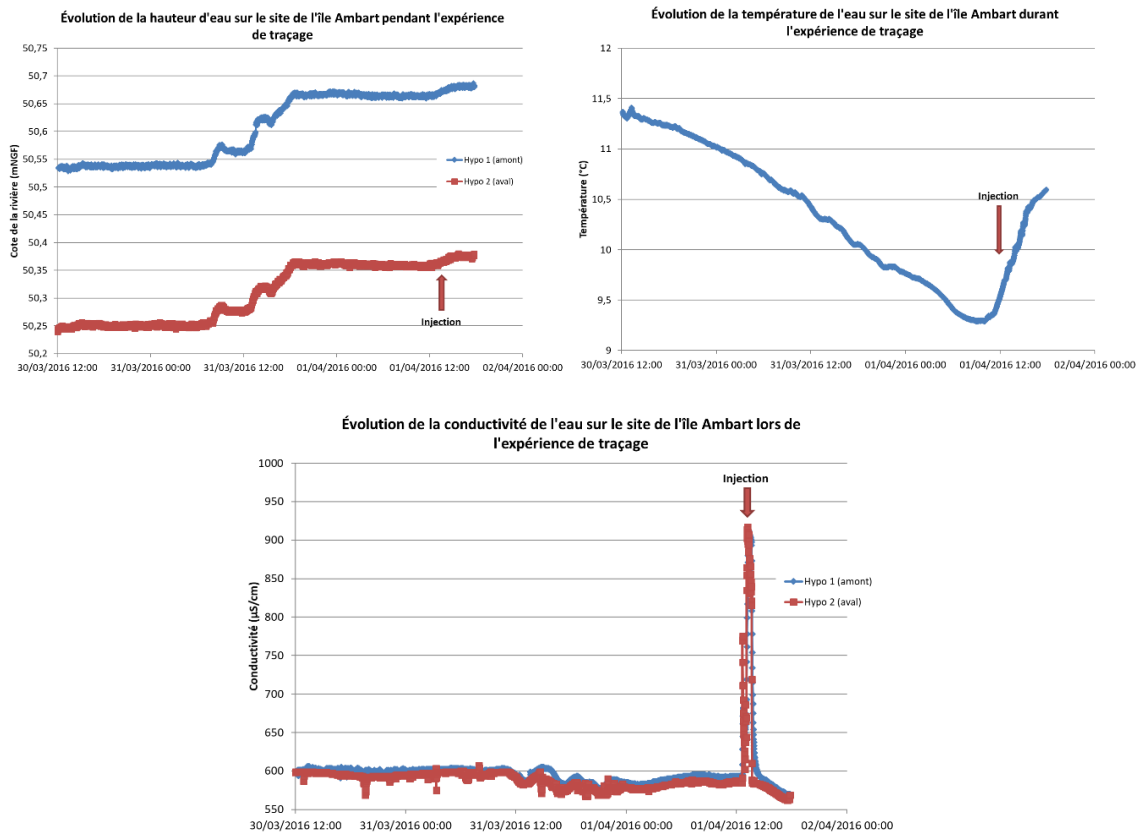 Évolution de la hauteur d'eau sur le site de l'île Ambart pendant l'expérience
de traçage
50,75
50,7
50,65
50,6
50,55
50,5
50,45
50,4
50,35
50,3
50,25
50,2
Cote de la rivière (mNGF)
Hypo 1 (amont)
Hypo 2 (aval)
Injection
30/03/2016 12:00 31/03/2016 00:00 31/03/2016 12:00 01/04/2016 00:00 01/04/2016 12:00 02/04/2016 00:00
Évolution de la température de l'eau sur le site de l'île Ambart durant
l'expérience de traçage
12
11,5
11
10,5
10
9,5
9
Température (°C)
Injection
30/03/2016 12:00 31/03/2016 00:00 31/03/2016 12:00 01/04/2016 00:00 01/04/2016 12:00 02/04/2016 00:00
Évolution de la conductivité de l'eau sur le site de l'île Ambart lors de
l'expérience de traçage
1000
950
900
850
800
750
700
650
600
550
Conductivité (µS/cm)
Injection
Hypo 1 (amont)
Hypo 2 (aval)
30/03/2016 12:00 31/03/2016 00:00 31/03/2016 12:00 01/04/2016 00:00 01/04/2016 12:00 02/04/2016 00:00